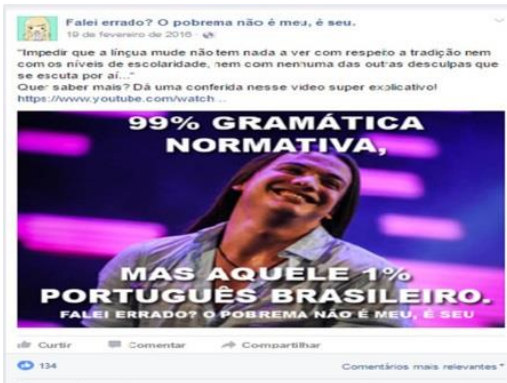 Falei errado? O pobrema não é meu, é seu.
19 de fevereiro de 2016 ·
"Impedir que a língua mude não tem nada a ver com respeito a tradição nem
com os níveis de escolaridade, nem com nenhuma das outras desculpas que
se escuta por aí..."
Quer saber mais? Dá uma conferida nesse video super explicativo!
https://www.youtube.com/watch...
99% GRAMÁTICA
NORMATIVA,
MAS AQUELE 1%
PORTUGUÊS BRASILEIRO.
FALEI ERRADO? O POBREMA NÃO É MEU, É SEU
Curtir Comentar Compartilhar
134 Comentários mais relevantes